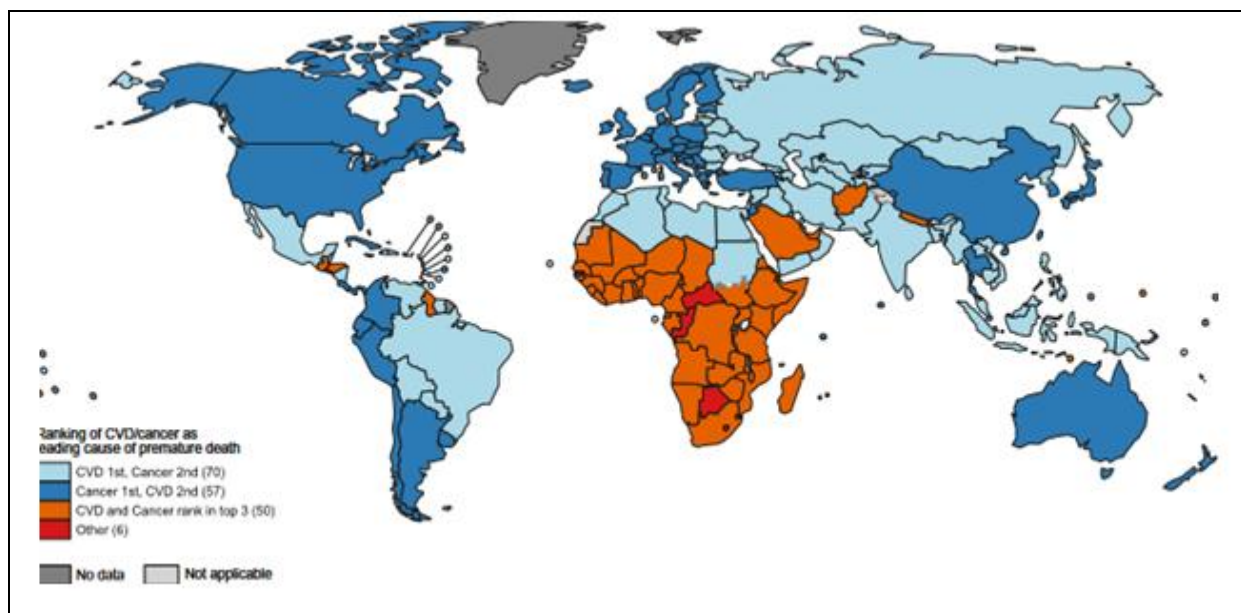 Ranking of CVD/cancer as
eading cause of premature death
CVD 1st, Cancer 2nd (70)
Cancer 1st, CVD 2nd (57)
CVD and Cancer rank in top 3 (50)
Other (6)
No data
Not applicable